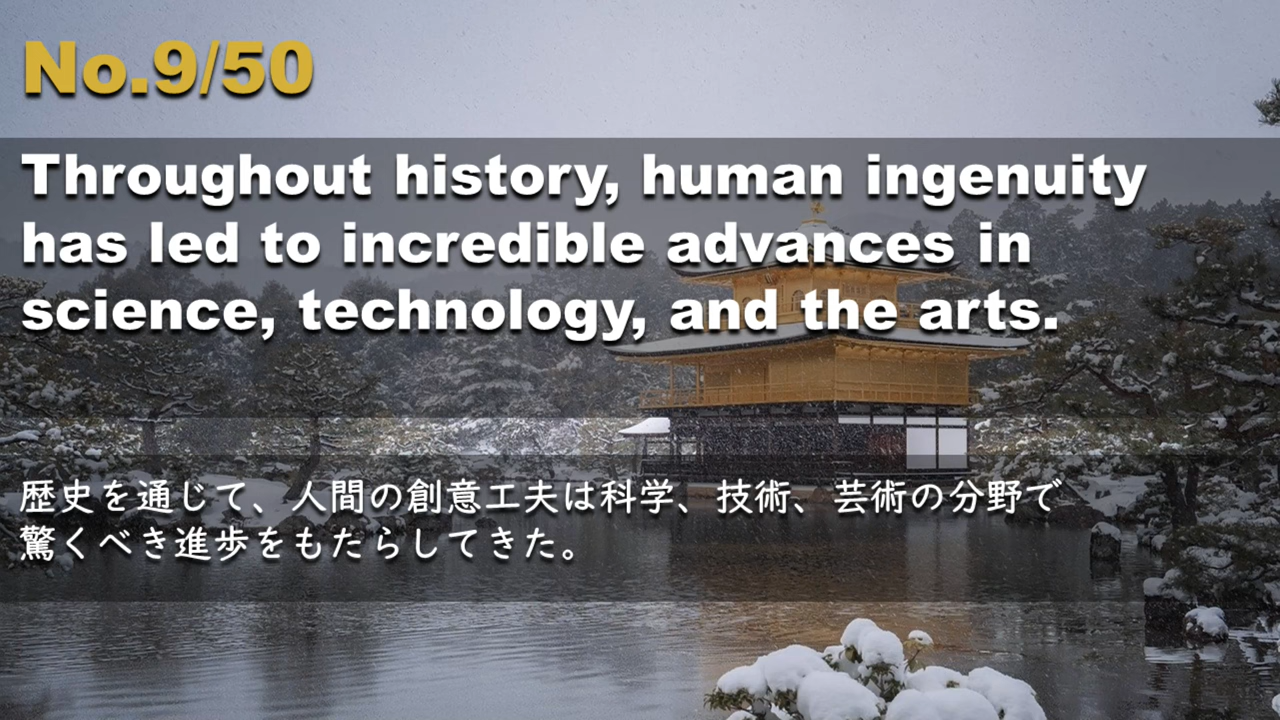 No.9/50
Throughout history, human ingenuity
has led to incredible advances in
science, technology, and the arts.
歴史を通じて、人間の創意工夫は科学、技術、芸術の分野で
驚くべき進歩をもたらしてきた。